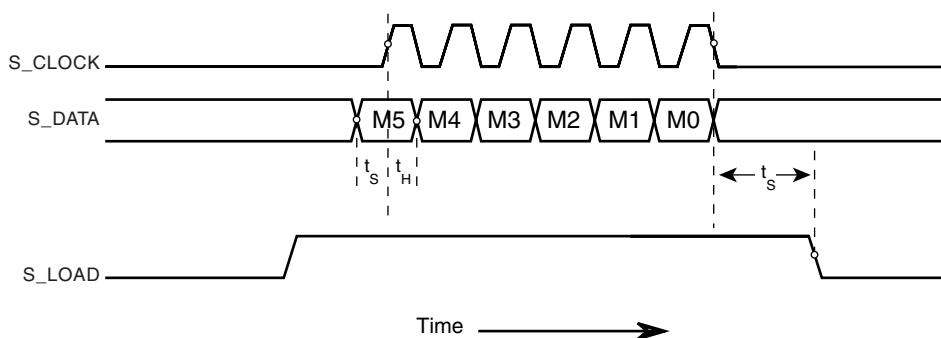 S_CLOCK
S_DATA
M5 M4 M3 M2 M1 M0
tS tH
tS
S_LOAD
Time